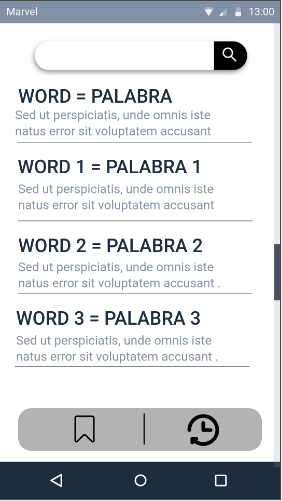 Marvel 13:00
WORD = PALABRA
Sed ut perspiciatis, unde omnis iste
natus error sit voluptatem accusant
WORD 1 = PALABRA 1
Sed ut perspiciatis, unde omnis iste
natus error sit voluptatem accusant
WORD 2 = PALABRA 2
Sed ut perspiciatis, unde omnis iste
natus error sit voluptatem accusant .
WORD 3 = PALABRA 3
Sed ut perspiciatis, unde omnis iste
natus error sit voluptatem accusant .